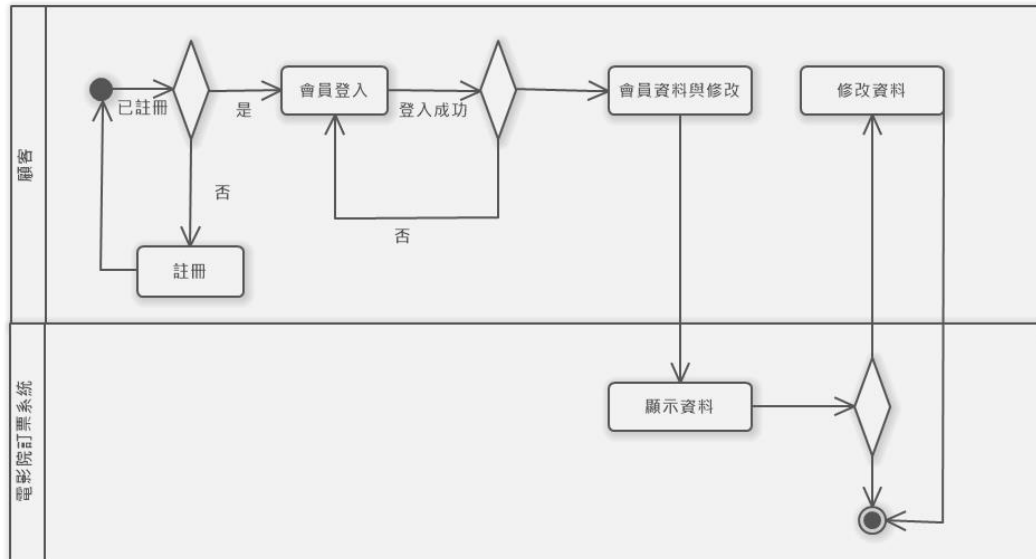 顧客
已註冊
是
會員登入
登入成功
會員資料與修改
修改資料
否
否
註冊
電影院訂票系統
顯示資料